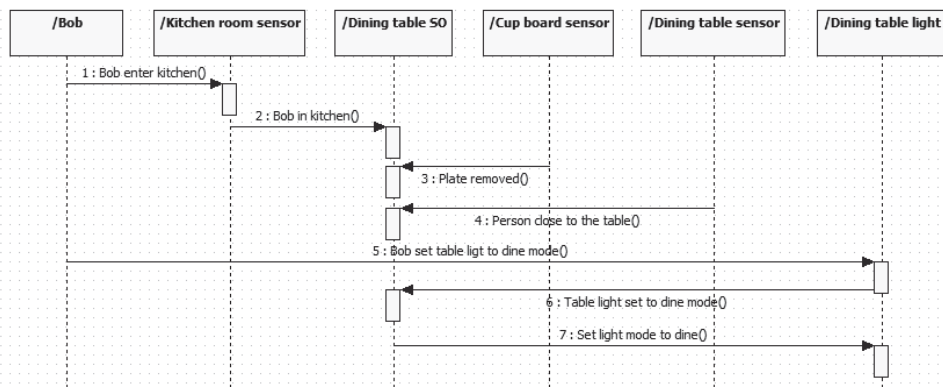 /Bob
/Kitchen room sensor
/Dining table SO
/Cup board sensor
/Dining table sensor
/Dining table light
1 : Bob enter kitchen()
2 : Bob in kitchen()
3 : Plate removed()
4 : Person close to the table()
5 : Bob set table ligt to dine mode()
6 : Table light set to dine mode()
7 : Set light mode to dine()